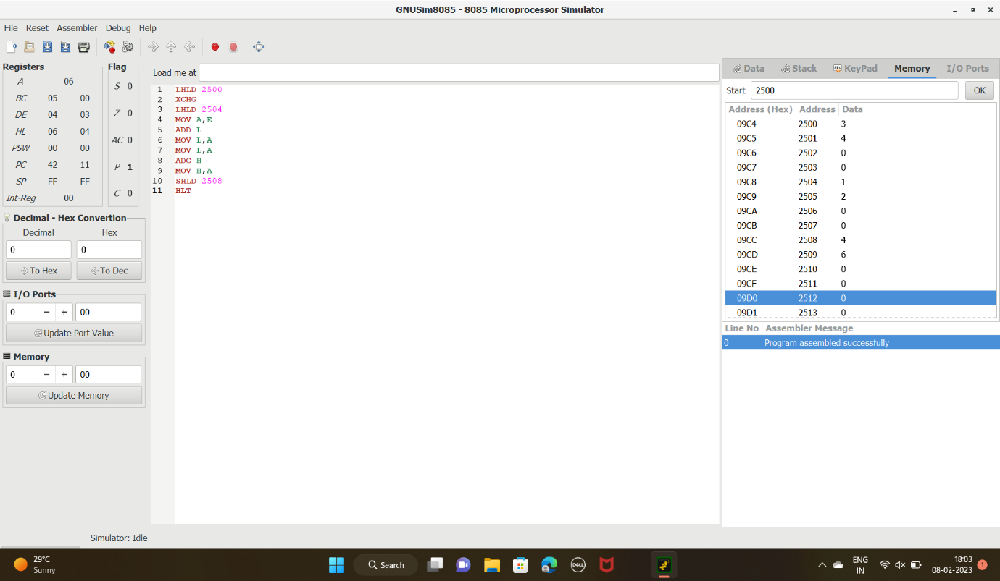 GNUSim8085 - 8085 Microprocessor Simulator
File Reset Assembler Debug Help
Registers
A 06
BC 05 00
DE 04 03
HL 06 04
PSW 00 00
PC 42 11
SP FF FF
Int-Reg 00
Flag
S 0
Z 0
AC 0
P 1
C 0
Decimal - Hex Convertion
Decimal Hex
0 0
To Hex To Dec
I/O Ports
0 - + 00
Update Port Value
Memory
0 - + 00
Update Memory
Load me at
1 LHLD 2500
2 XCHG
3 LHLD 2504
4 MOV A,E
5 ADD L
6 MOV L,A
7 MOV L,A
8 ADC H
9 MOV H,A
10 SHLD 2508
11 HLT
Data Stack KeyPad Memory I/O Ports
Start 2500 OK
Address (Hex) Address Data
09C4 2500 3
09C5 2501 4
09C6 2502 0
09C7 2503 0
09C8 2504 1
09C9 2505 2
09CA 2506 0
09CB 2507 0
09CC 2508 4
09CD 2509 6
09CE 2510 0
09CF 2511 0
09D0 2512 0
09D1 2513 0
Line No Assembler Message
0 Program assembled successfully
Simulator: Idle
29°C
Sunny
Search
DELL
ENG
IN
18:03
08-02-2023
1